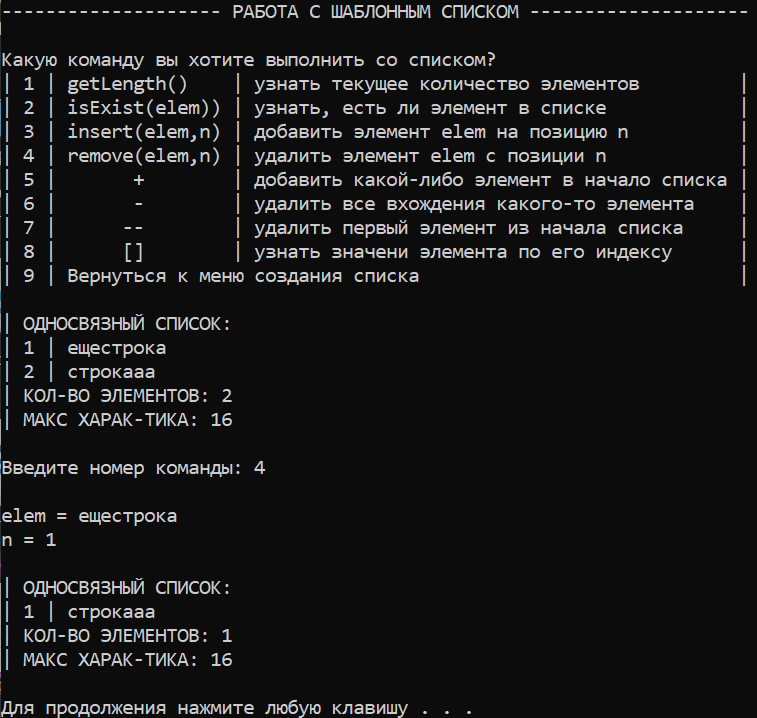 -------------------- РАБОТА С ШАБЛОННЫМ СПИСКОМ --------------------
Какую команду вы хотите выполнить со списком?
| 1 | getLength()    | узнать текущее количество элементов         |
| 2 | isExist(elem)) | узнать, есть ли элемент в списке            |
| 3 | insert(elem,n) | добавить элемент elem на позицию n          |
| 4 | remove(elem,n) | удалить элемент elem с позиции n            |
| 5 |       +        | добавить какой-либо элемент в начало списка |
| 6 |       -        | удалить все вхождения какого-то элемента    |
| 7 |      --        | удалить первый элемент из начала списка     |
| 8 |      []        | узнать значени элемента по его индексу      |
| 9 | Вернуться к меню создания списка                             |
| ОДНОСВЯЗНЫЙ СПИСОК:
| 1 | ещестрока
| 2 | строкааа
| КОЛ-ВО ЭЛЕМЕНТОВ: 2
| МАКС ХАРАК-ТИКА: 16
Введите номер команды: 4
elem = ещестрока
n = 1
| ОДНОСВЯЗНЫЙ СПИСОК:
| 1 | строкааа
| КОЛ-ВО ЭЛЕМЕНТОВ: 1
| МАКС ХАРАК-ТИКА: 16
Для продолжения нажмите любую клавишу . . .